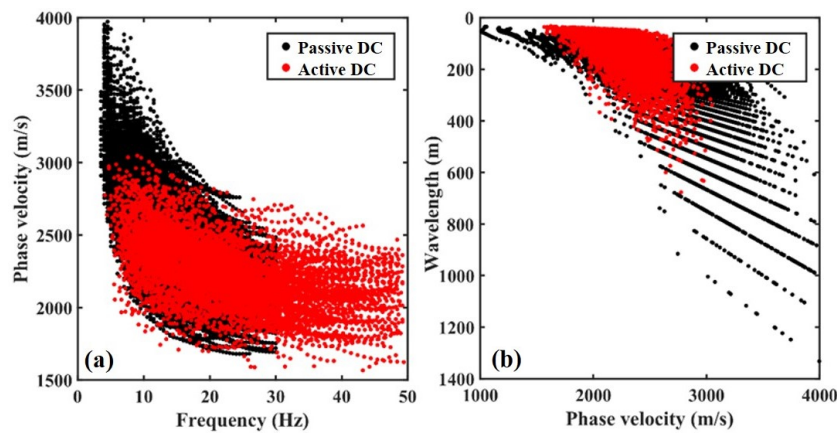 4000
3500
3000
2500
2000
1500
Phase velocity (m/s)
Passive DC
Active DC
(a)
0 10 20 30 40 50
Frequency (Hz)
0
200
400
600
800
1000
1200
1400
Wavelength (m)
Passive DC
Active DC
(b)
1000 2000 3000 4000
Phase velocity (m/s)